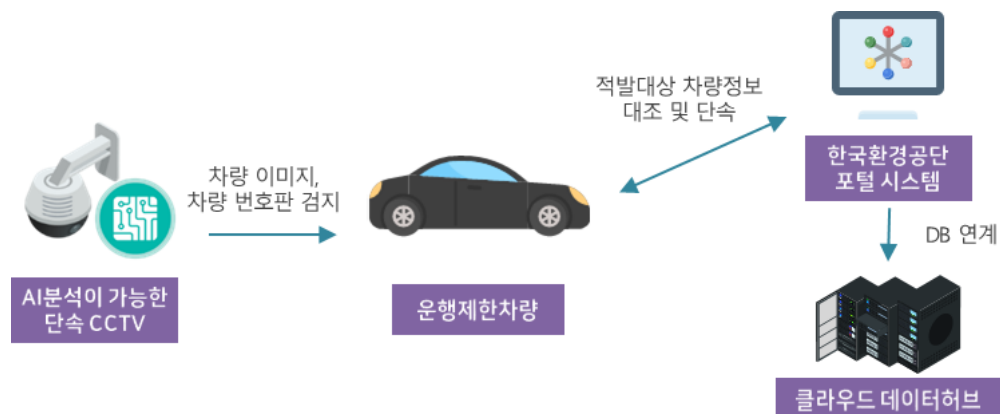 적발대상 차량정보
대조 및 단속
한국환경공단
포털 시스템
차량 이미지,
차량 번호판 검지
DB 연계
AI분석이 가능한
단속 CCTV
운행제한차량
클라우드 데이터허브